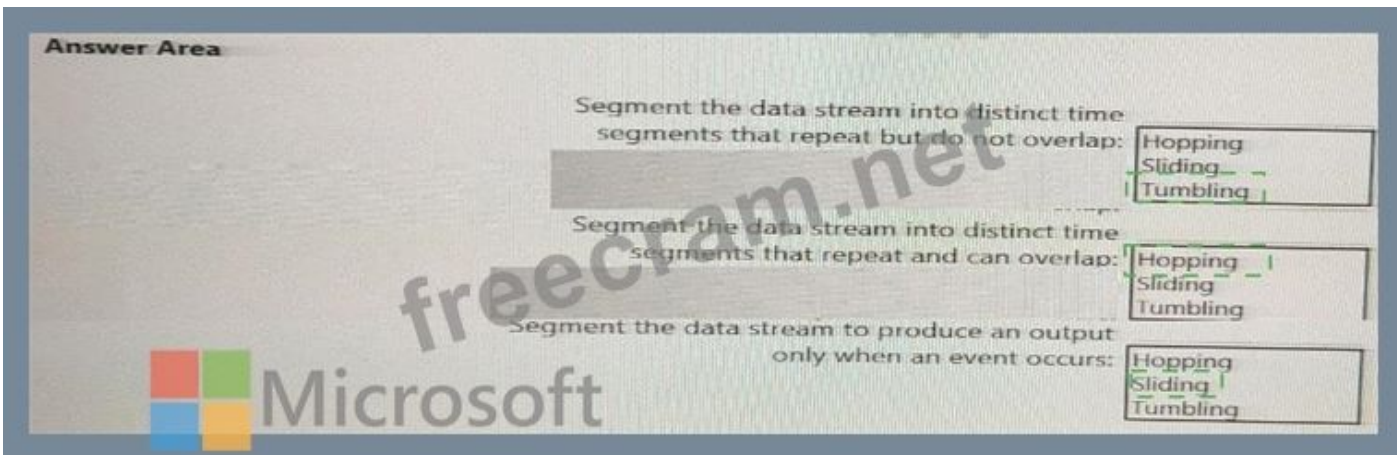 Answer Area
Segment the data stream into distinct time
segments that repeat but do not overlap:
Hopping
Sliding
Tumbling
Segment the data stream into distinct time
segments that repeat and can overlap:
Hopping
Sliding
Tumbling
Segment the data stream to produce an output
only when an event occurs:
Hopping
Sliding
Tumbling
freecram.net
Microsoft